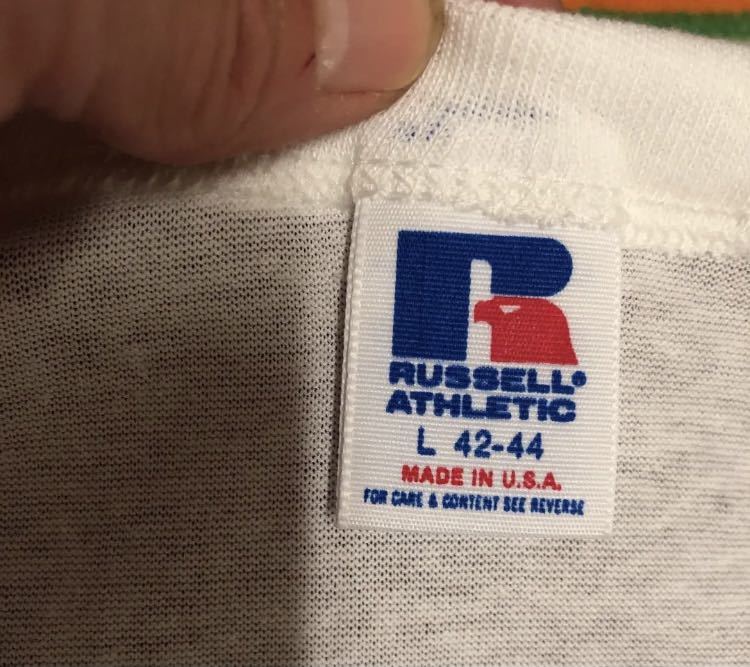 R
RUSSELL®
ATHLETIC
L 42-44
MADE IN U.S.A.
FOR CARE & CONTENT SEE REVERSE